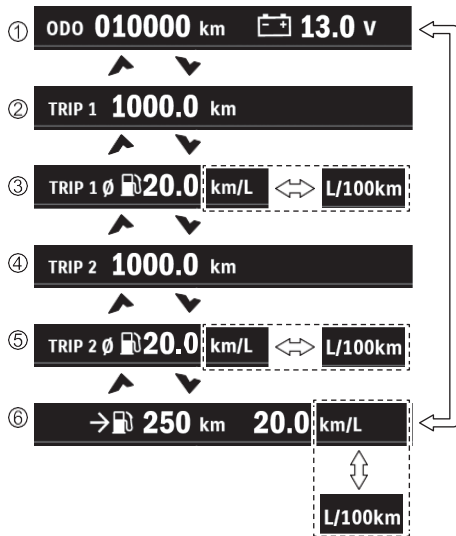 ① ODO 010000 km 13.0 V
② TRIP 1 1000.0 km
③ TRIP 1 Ø 20.0 km/L L/100km
④ TRIP 2 1000.0 km
⑤ TRIP 2 Ø 20.0 km/L L/100km
⑥ 250 km 20.0 km/L
L/100km